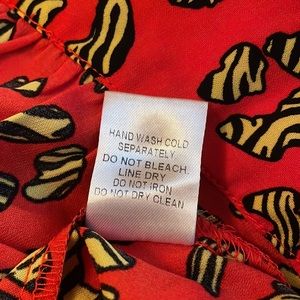 HAND WASH COLD
SEPARATELY
DO NOT BLEACH
LINE DRY
DO NOT IRON
DO NOT DRY CLEAN